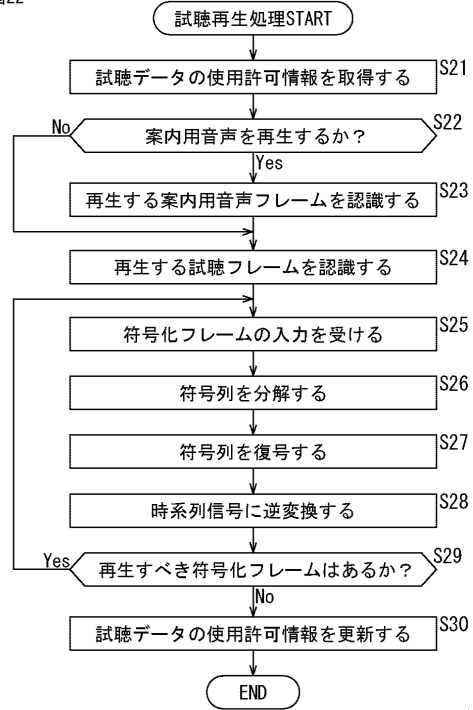 図22
試聴再生処理START
試聴データの使用許可情報を取得する
S21
案内用音声を再生するか？
S22
No
Yes
再生する案内用音声フレームを認識する
S23
再生する試聴フレームを認識する
S24
符号化フレームの入力を受ける
S25
符号列を分解する
S26
符号列を復号する
S27
時系列信号に逆変換する
S28
再生すべき符号化フレームはあるか？
S29
Yes
No
試聴データの使用許可情報を更新する
S30
END